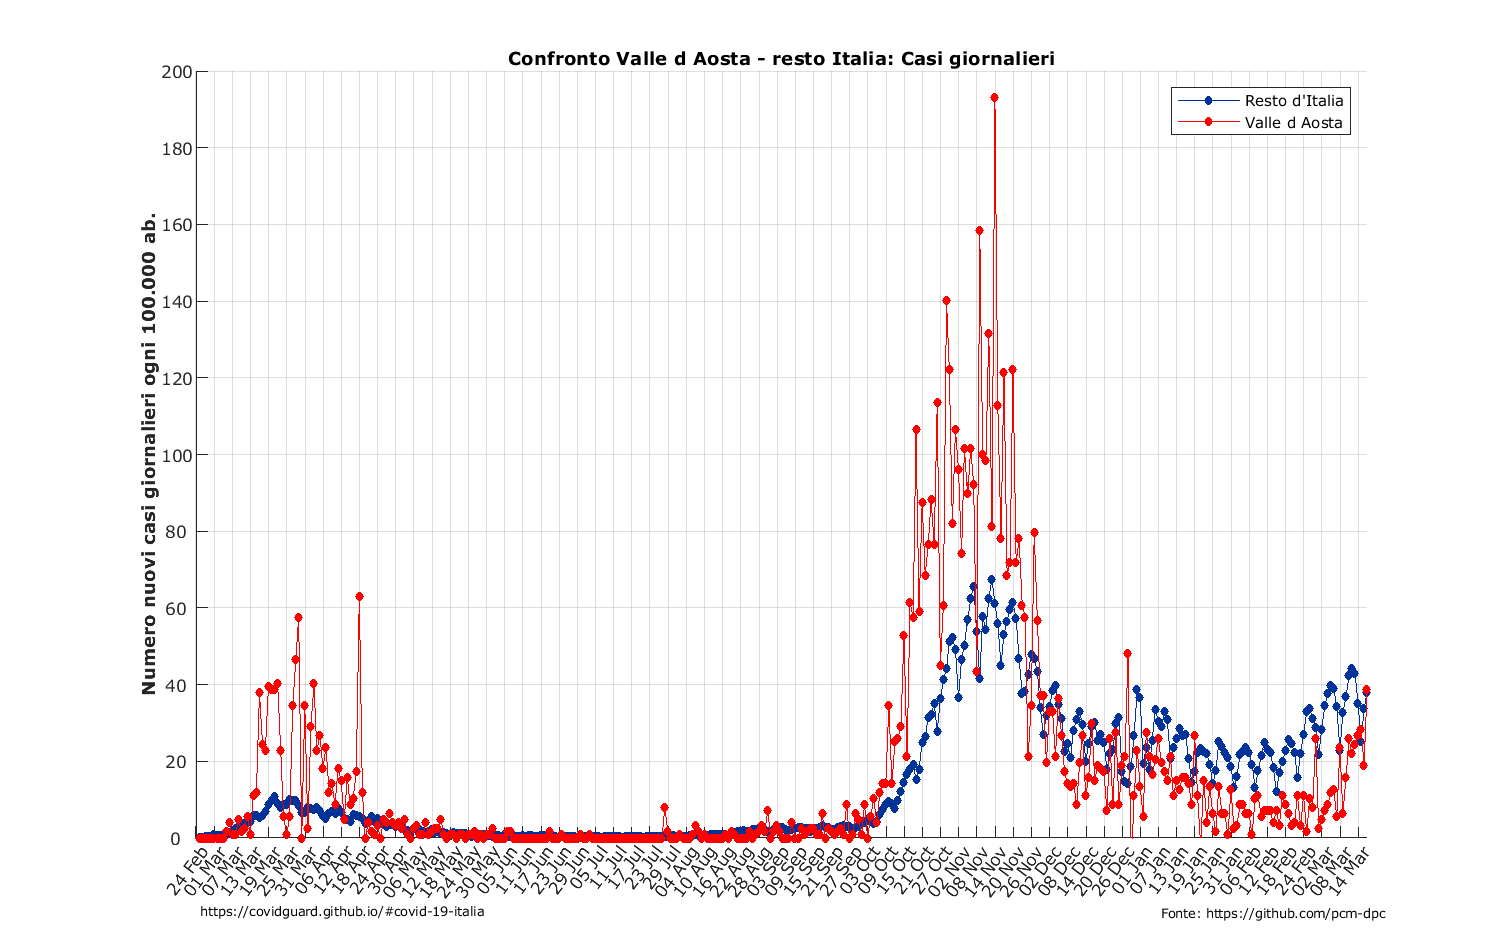 Confronto Valle d Aosta - resto Italia: Casi giornalieri
Resto d'Italia
Valle d Aosta
Numero nuovi casi giornalieri ogni 100.000 ab.
200
180
160
140
120
100
80
60
40
20
0
24 Feb
01 Mar
07 Mar
13 Mar
19 Mar
25 Mar
31 Mar
06 Apr
12 Apr
18 Apr
24 Apr
30 Apr
06 May
12 May
18 May
24 May
30 May
05 Jun
11 Jun
17 Jun
23 Jun
29 Jun
05 Jul
11 Jul
17 Jul
23 Jul
29 Jul
04 Aug
10 Aug
16 Aug
22 Aug
28 Aug
03 Sep
09 Sep
15 Sep
21 Sep
27 Sep
03 Oct
09 Oct
15 Oct
21 Oct
27 Oct
02 Nov
08 Nov
14 Nov
20 Nov
26 Nov
02 Dec
08 Dec
14 Dec
20 Dec
26 Dec
01 Jan
07 Jan
13 Jan
19 Jan
25 Jan
31 Jan
06 Feb
12 Feb
18 Feb
24 Feb
02 Mar
08 Mar
14 Mar
https://covidguard.github.io/#covid-19-italia
Fonte: https://github.com/pcm-dpc